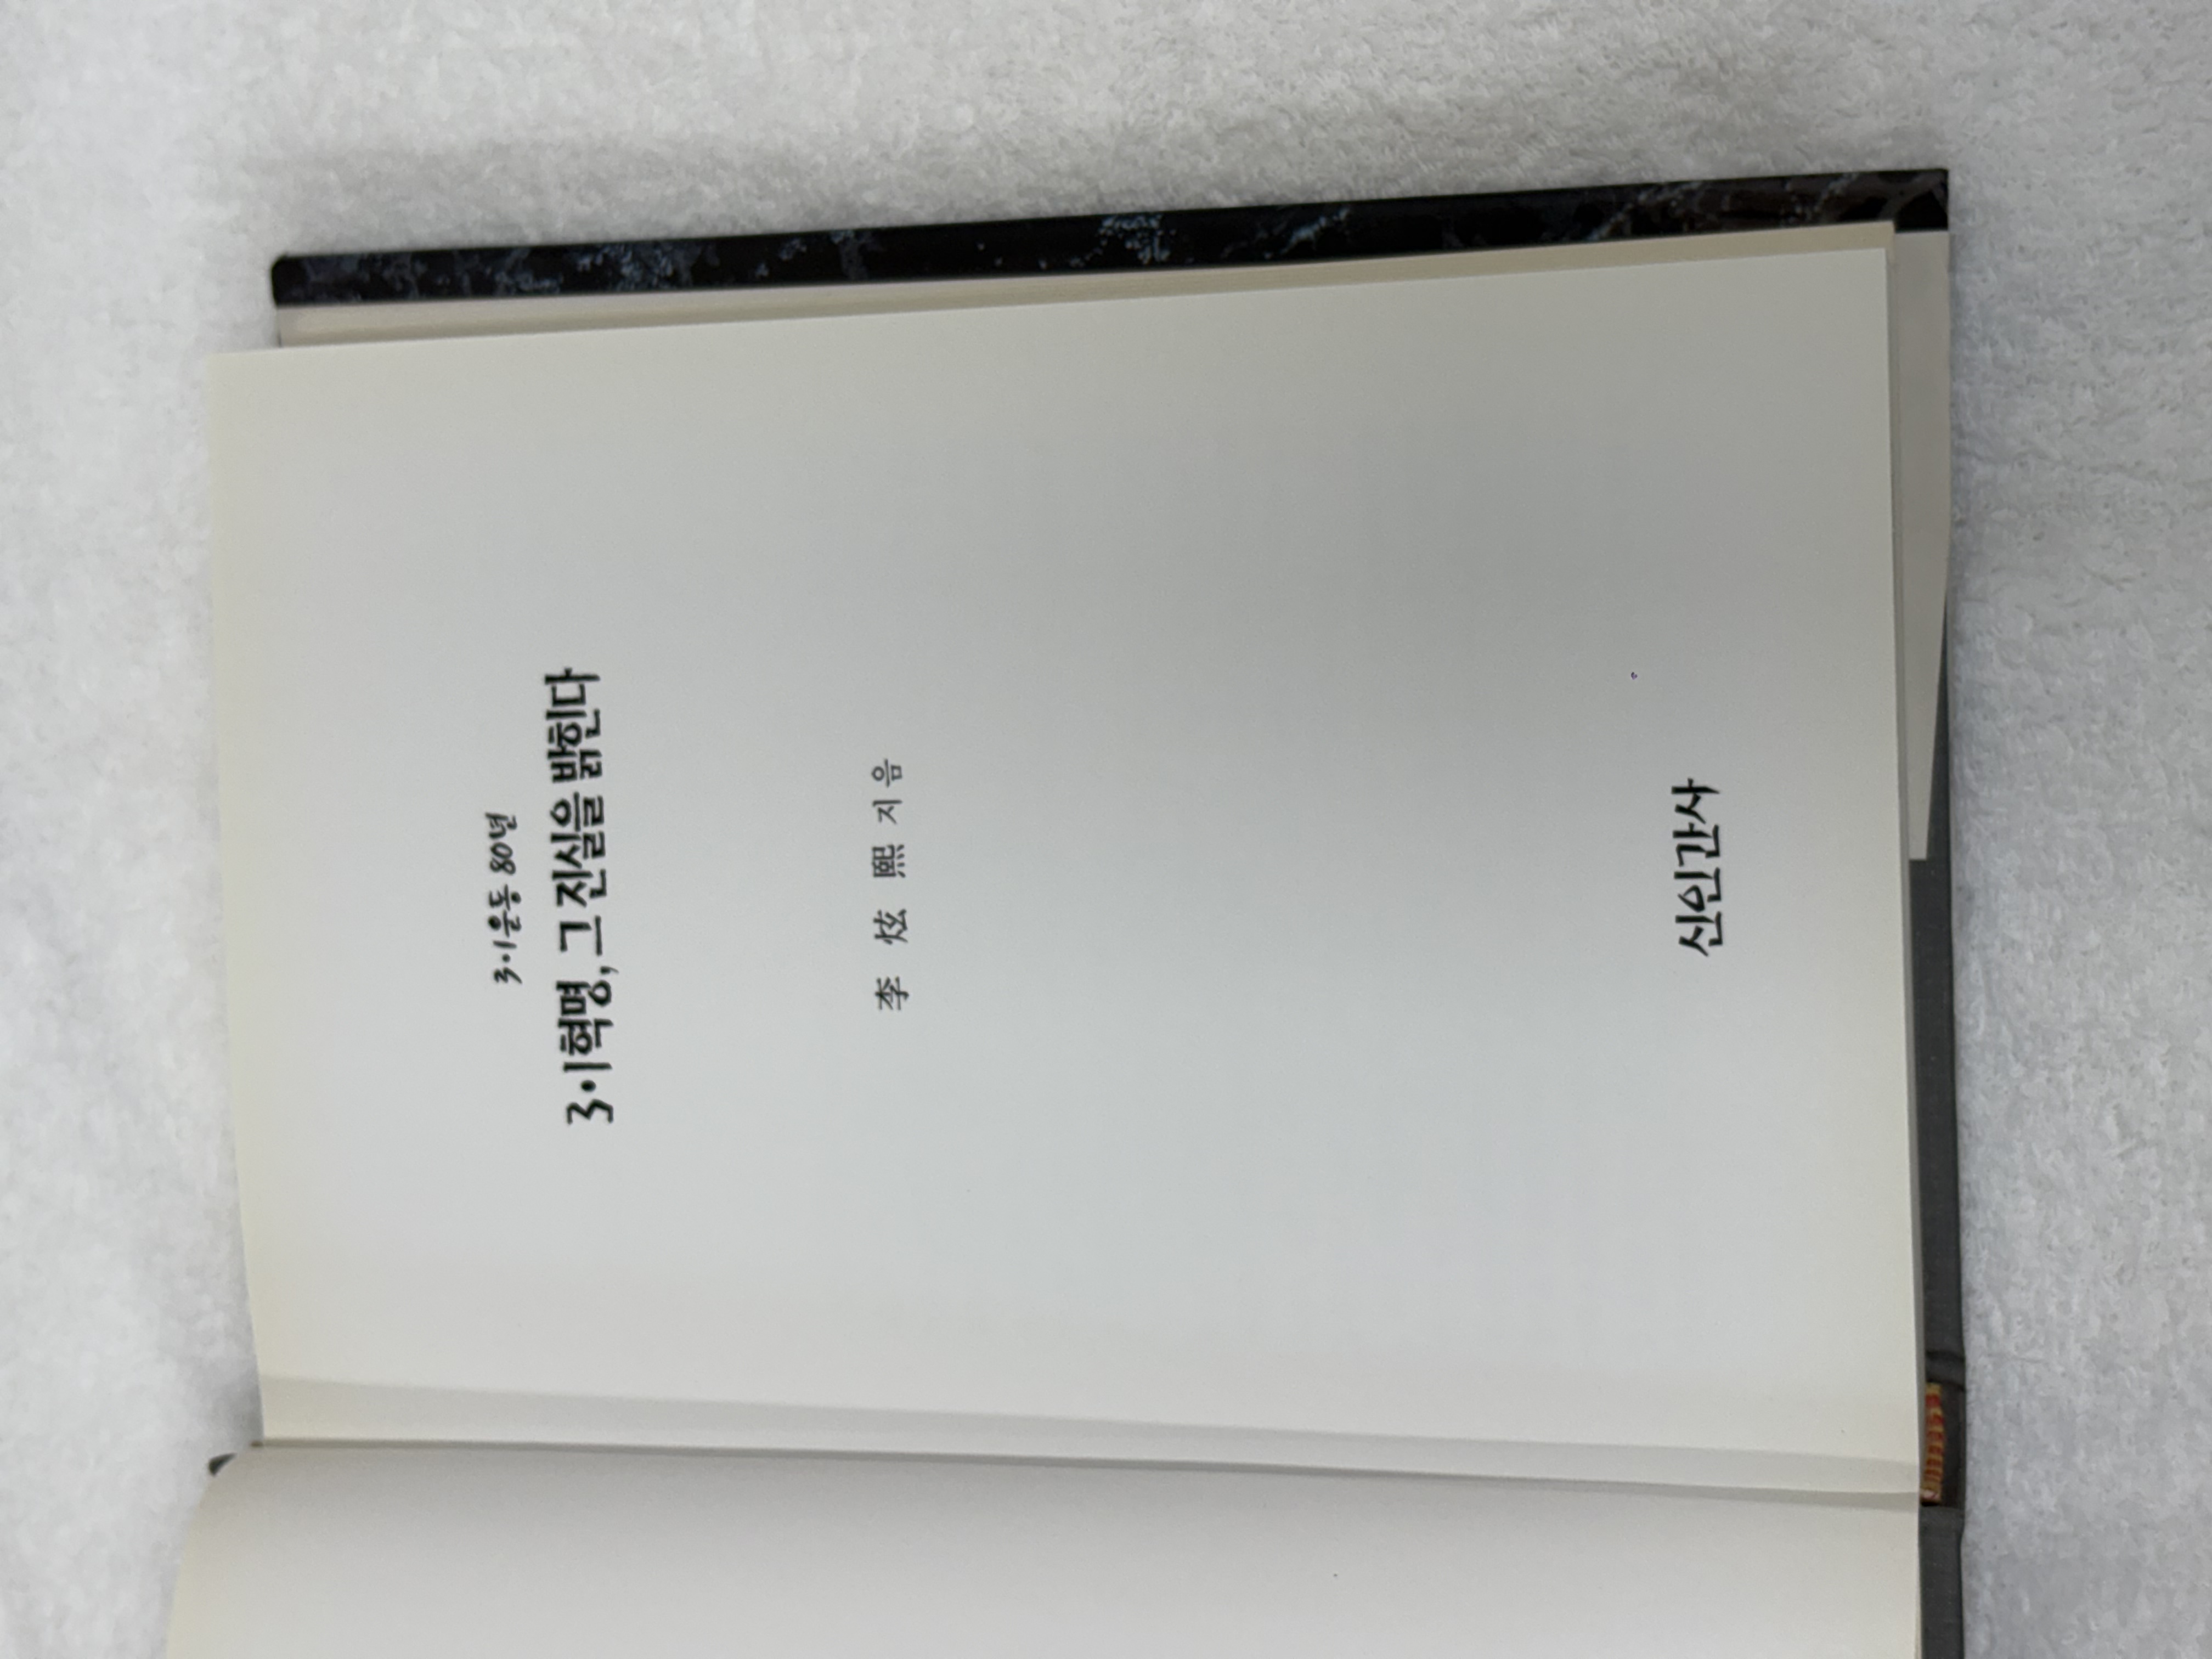 3·1운동 80년
3·1혁명, 그 진실을 밝힌다
李炫熙 지음
신인간사